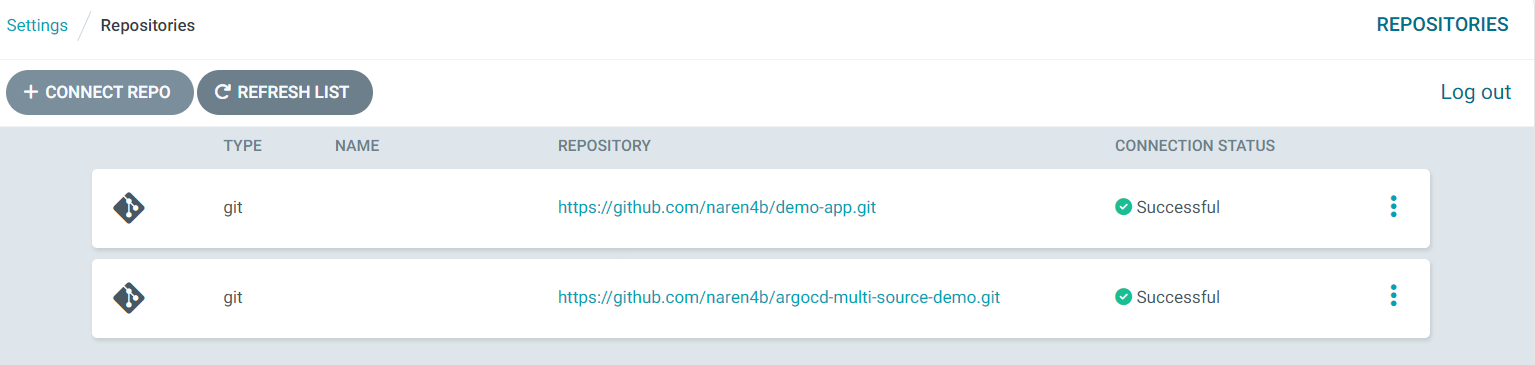 Settings / Repositories REPOSITORIES
+ CONNECT REPO REFRESH LIST Log out
TYPE NAME REPOSITORY CONNECTION STATUS
git https://github.com/naren4b/demo-app.git Successful
git https://github.com/naren4b/argocd-multi-source-demo.git Successful